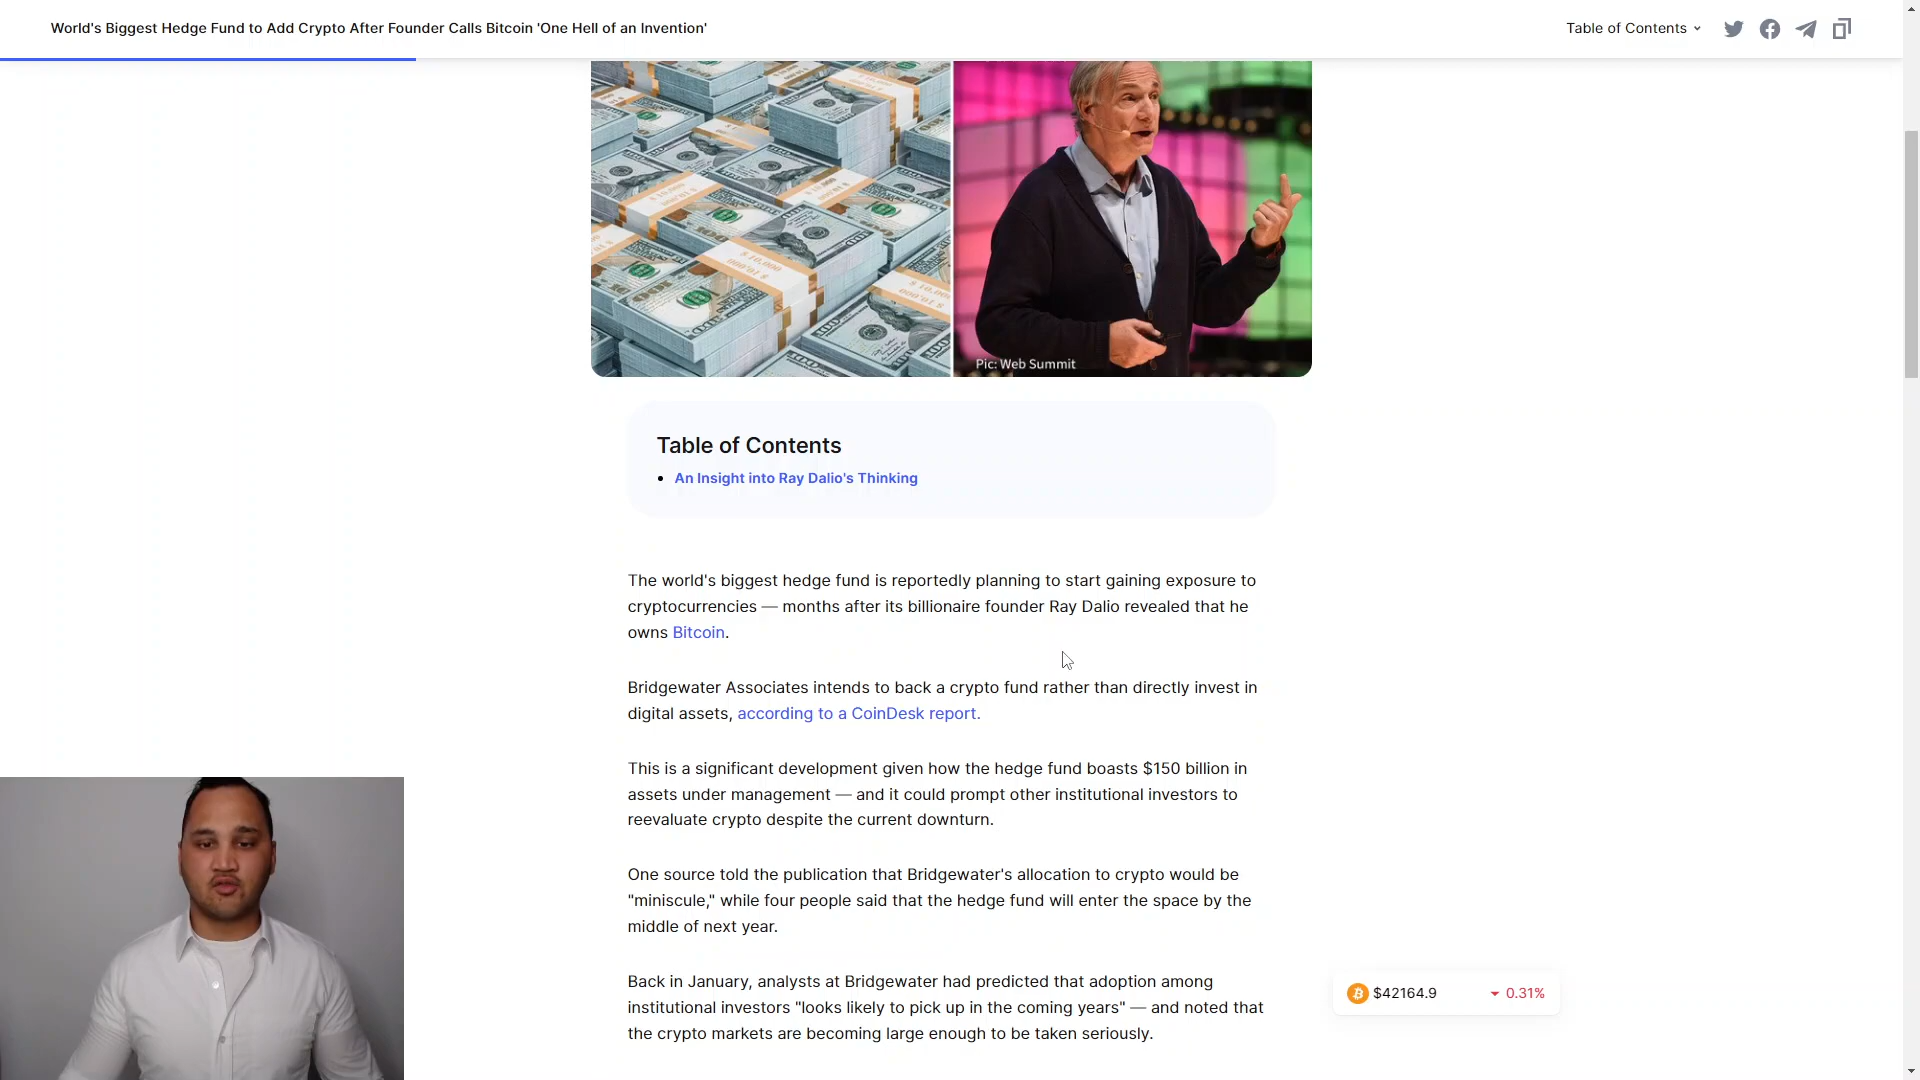 World's Biggest Hedge Fund to Add Crypto After Founder Calls Bitcoin 'One Hell of an Invention'
Table of Contents
Pic: Web Summit
Table of Contents
• An Insight into Ray Dalio's Thinking
The world's biggest hedge fund is reportedly planning to start gaining exposure to
cryptocurrencies — months after its billionaire founder Ray Dalio revealed that he
owns Bitcoin.
Bridgewater Associates intends to back a crypto fund rather than directly invest in
digital assets, according to a CoinDesk report.
This is a significant development given how the hedge fund boasts $150 billion in
assets under management — and it could prompt other institutional investors to
reevaluate crypto despite the current downturn.
One source told the publication that Bridgewater's allocation to crypto would be
"miniscule," while four people said that the hedge fund will enter the space by the
middle of next year.
Back in January, analysts at Bridgewater had predicted that adoption among
institutional investors "looks likely to pick up in the coming years" — and noted that
the crypto markets are becoming large enough to be taken seriously.
$42164.9 0.31%